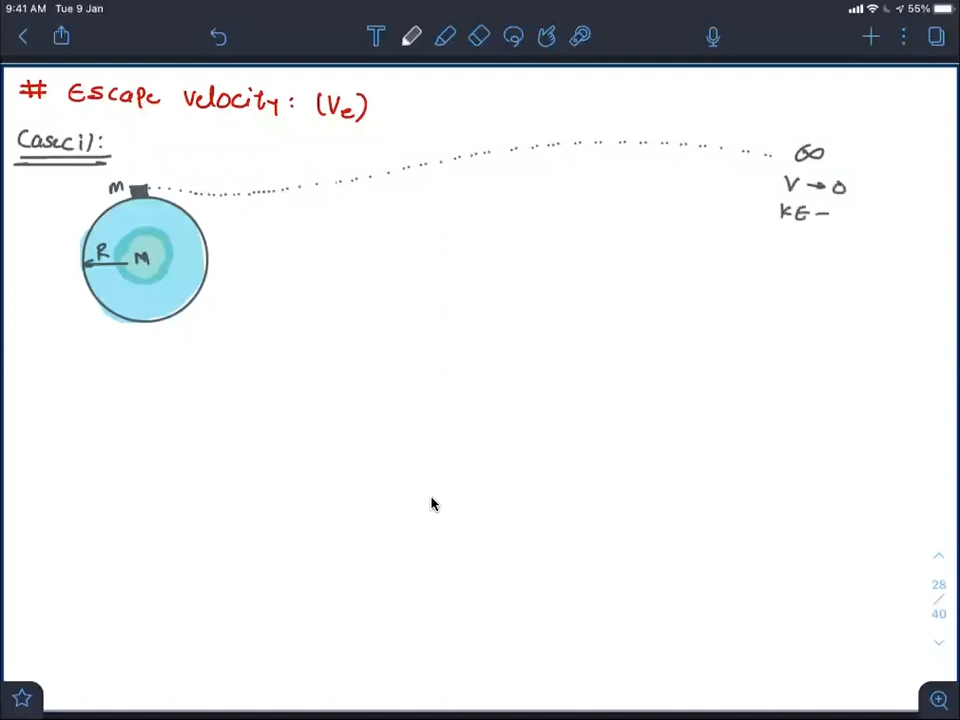 9:41 AM Tue 9 Jan
55%
T
# Escape velocity: (Ve)
Case(i):
∞
V → 0
KE –
m
R
M
28
/
40